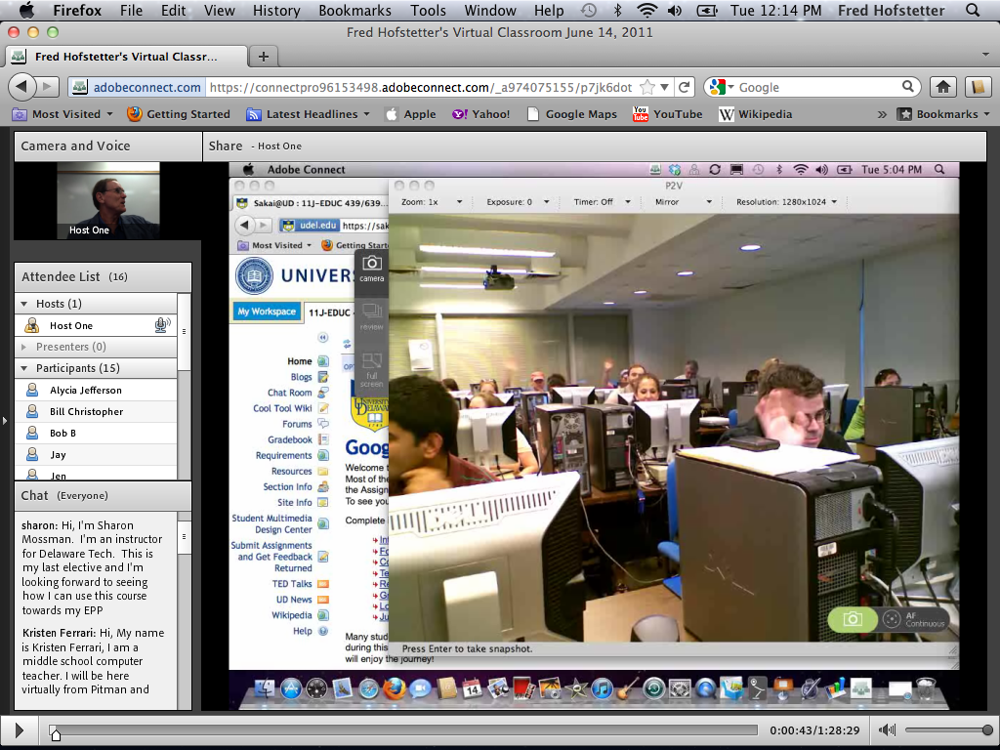 Firefox File Edit View History Bookmarks Tools Window Help Tue 12:14 PM Fred Hofstetter
Fred Hofstetter's Virtual Classroom June 14, 2011
Fred Hofstetter's Virtual Classr...
adobeconnect.com https://connectpro96153498.adobeconnect.com/_a974075155/p7jk6dot Google
Most Visited Getting Started Latest Headlines Apple Yahoo! Google Maps YouTube Wikipedia » Bookmarks
Camera and Voice
Host One
Attendee List (16)
Hosts (1)
Host One
Presenters (0)
Participants (15)
Alycia Jefferson
Bill Christopher
Bob B
Jay
Jen
Chat (Everyone)
sharon: Hi, I'm Sharon
Mossman. I'm an instructor
for Delaware Tech. This is
my last elective and I'm
looking forward to seeing
how I can use this course
towards my EPP
Kristen Ferrari: Hi, My name
is Kristen Ferrari, I am a
middle school computer
teacher. I will be here
virtually from Pitman and
Share - Host One
Adobe Connect Tue 5:04 PM
Sakai@UD : 11J-EDUC 439/639...
udel.edu https://sak
Most Visited Getting Starte
UNIVERS
My Workspace 11J-EDUC
Home
Blogs
Chat Room
Cool Tool Wiki
Forums
Gradebook
Requirements
Resources
Section Info
Site Info
Student Multimedia
Design Center
Submit Assignments
and Get Feedback
Returned
TED Talks
UD News
Wikipedia
Help
Goog
Welcome t
Most of the
the Assign
To see you
Complete
Many stud
during this
will enjoy the journey!
P2V
Zoom: 1x Exposure: 0 Timer: Off Mirror Resolution: 1280x1024
camera
review
full
screen
AF
Continuous
Press Enter to take snapshot.
14
0:00:43/1:28:29